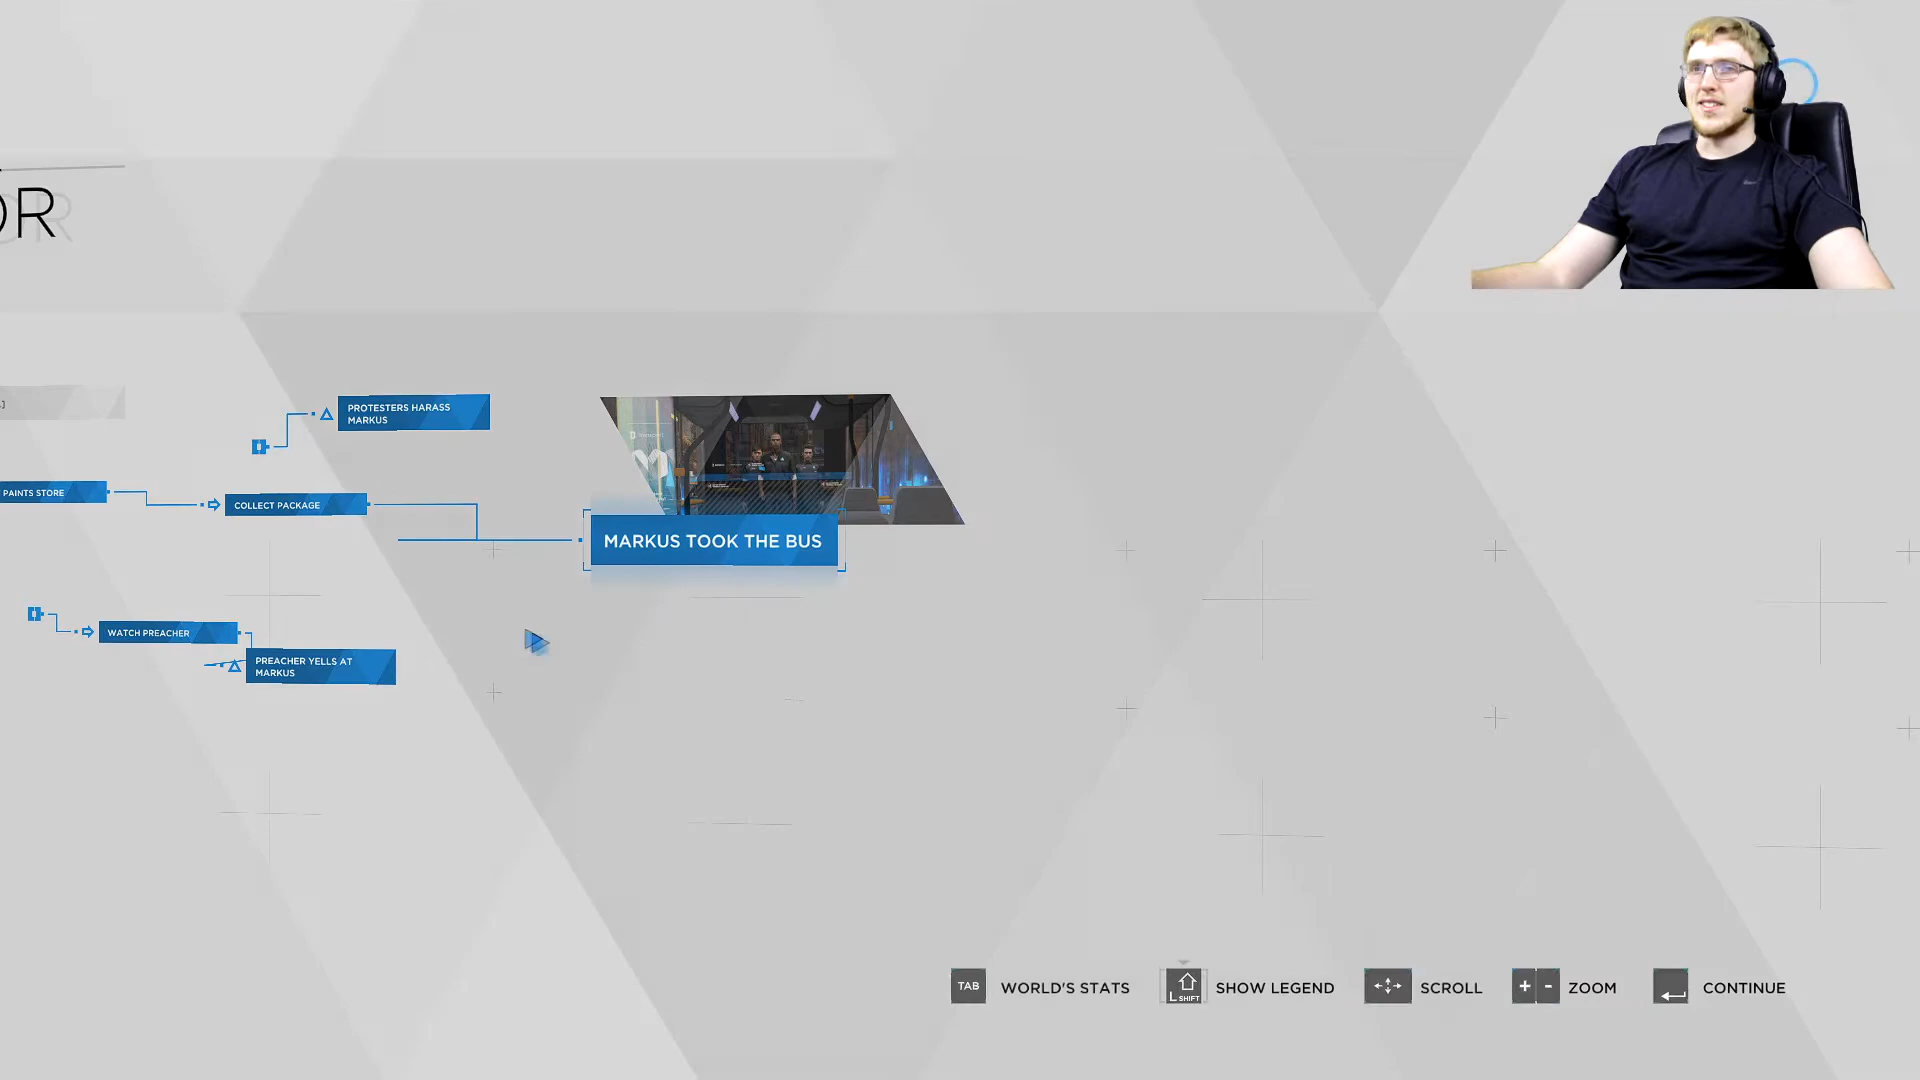 OR
PROTESTERS HARASS
MARKUS
PAINTS STORE
COLLECT PACKAGE
MARKUS TOOK THE BUS
WATCH PREACHER
PREACHER YELLS AT
MARKUS
TAB WORLD'S STATS
L SHIFT SHOW LEGEND
SCROLL
+ - ZOOM
CONTINUE